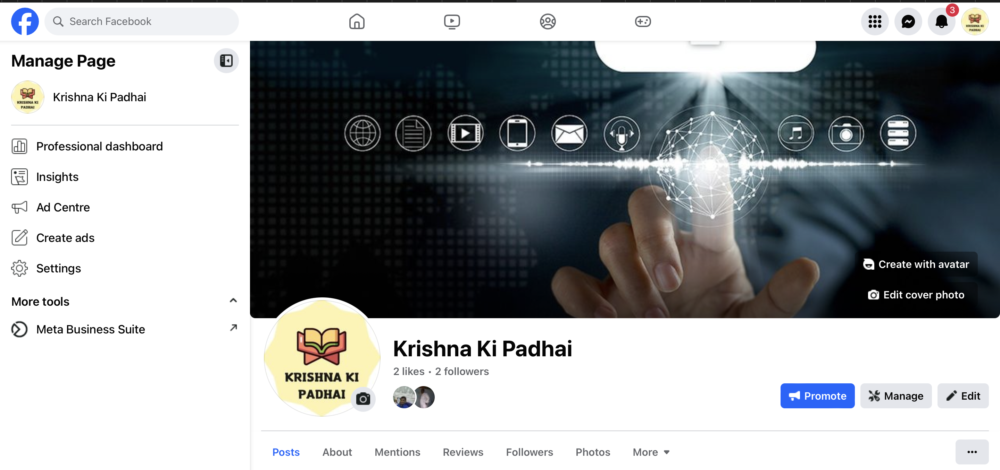 Search Facebook
3
KRISHNA KI
PADHAI
Manage Page
KRISHNA KI
PADHAI
Krishna Ki Padhai
Professional dashboard
Insights
Ad Centre
Create ads
Settings
More tools
Meta Business Suite
Create with avatar
Edit cover photo
KRISHNA KI
PADHAI
Krishna Ki Padhai
2 likes • 2 followers
Promote
Manage
Edit
Posts
About
Mentions
Reviews
Followers
Photos
More